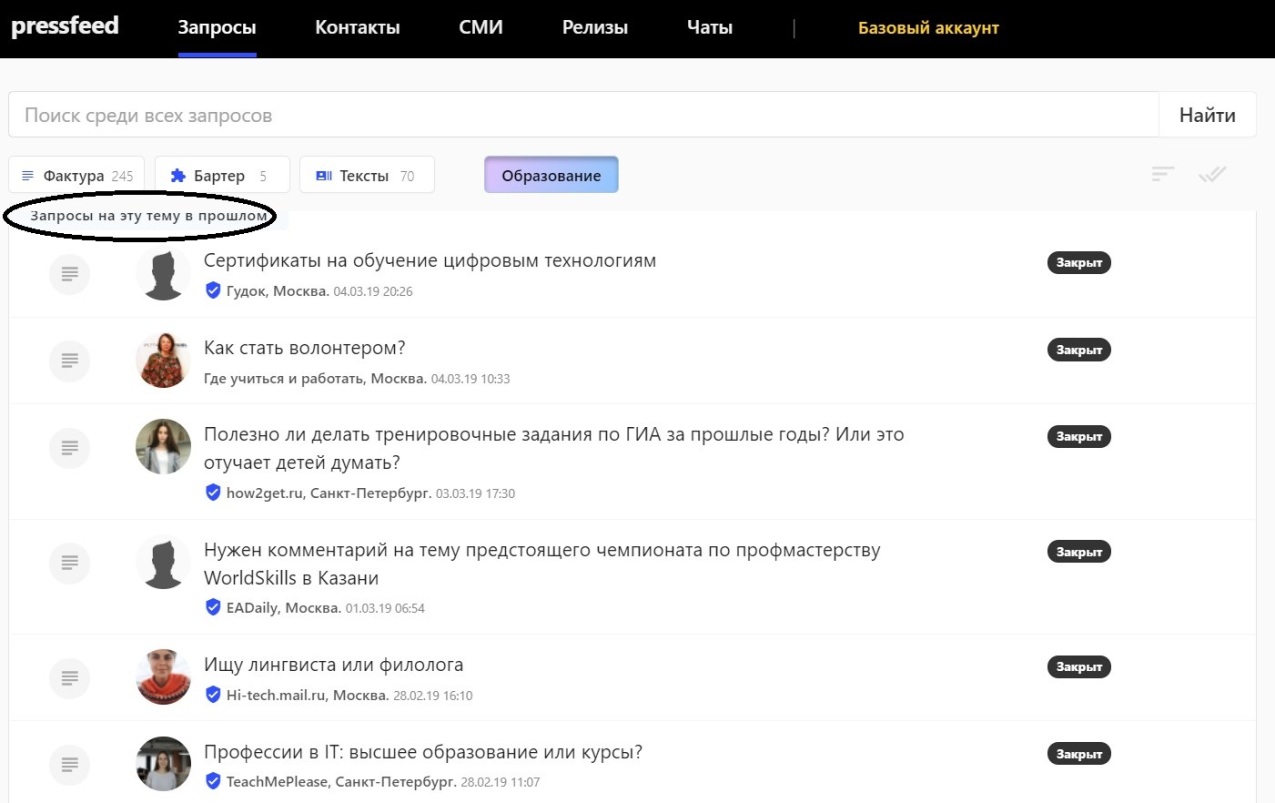 pressfeed Запросы Контакты СМИ Релизы Чаты | Базовый аккаунт
Поиск среди всех запросов Найти
Фактура 245 Бартер 5 Тексты 70 Образование
Запросы на эту тему в прошлом
Сертификаты на обучение цифровым технологиям Закрыт
Гудок, Москва. 04.03.19 20:26
Как стать волонтером? Закрыт
Где учиться и работать, Москва. 04.03.19 10:33
Полезно ли делать тренировочные задания по ГИА за прошлые годы? Или это Закрыт
отучает детей думать?
how2get.ru, Санкт-Петербург. 03.03.19 17:30
Нужен комментарий на тему предстоящего чемпионата по профмастерству Закрыт
WorldSkills в Казани
EADaily, Москва. 01.03.19 06:54
Ищу лингвиста или филолога Закрыт
Hi-tech.mail.ru, Москва. 28.02.19 16:10
Профессии в IT: высшее образование или курсы? Закрыт
TeachMePlease, Санкт-Петербург. 28.02.19 11:07